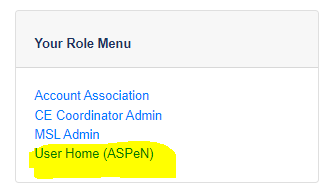 Your Role Menu
Account Association
CE Coordinator Admin
MSL Admin
User Home (ASPeN)